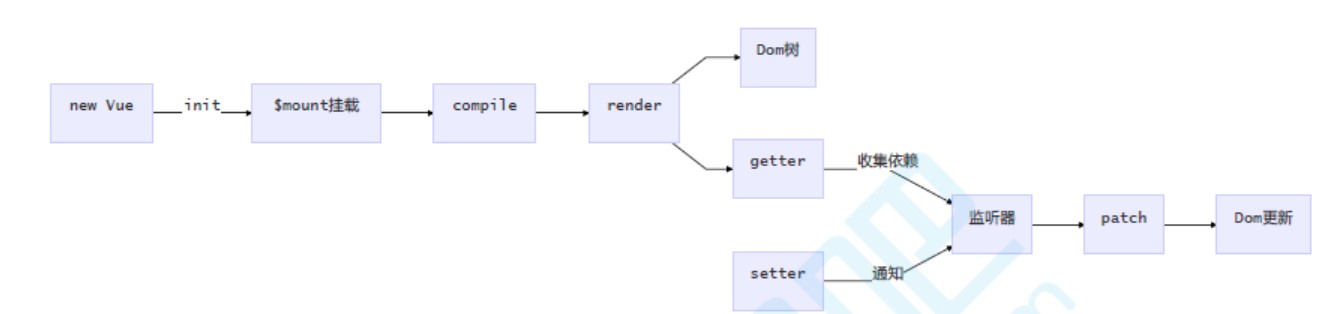 Dom树
new Vue
init
$mount挂载
compile
render
getter
收集依赖
监听器
patch
Dom更新
setter
通知